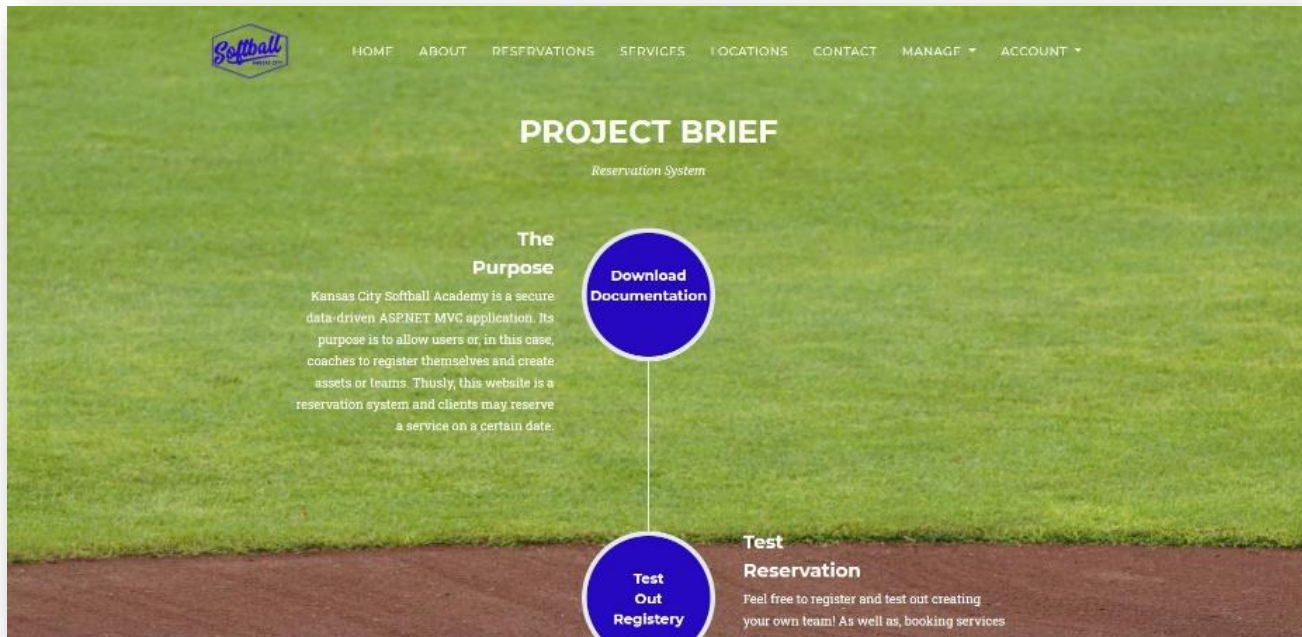 Softball
HOME ABOUT RESERVATIONS SERVICES LOCATIONS CONTACT MANAGE ACCOUNT
PROJECT BRIEF
Reservation System
The
Purpose
Kansas City Softball Academy is a secure
data-driven ASP.NET MVC application. Its
purpose is to allow users or, in this case,
coaches to register themselves and create
assets or teams. Thusly, this website is a
reservation system and clients may reserve
a service on a certain date.
Download
Documentation
Test
Reservation
Feel free to register and test out creating
your own team! As well as, booking services
Test
Out
Registery